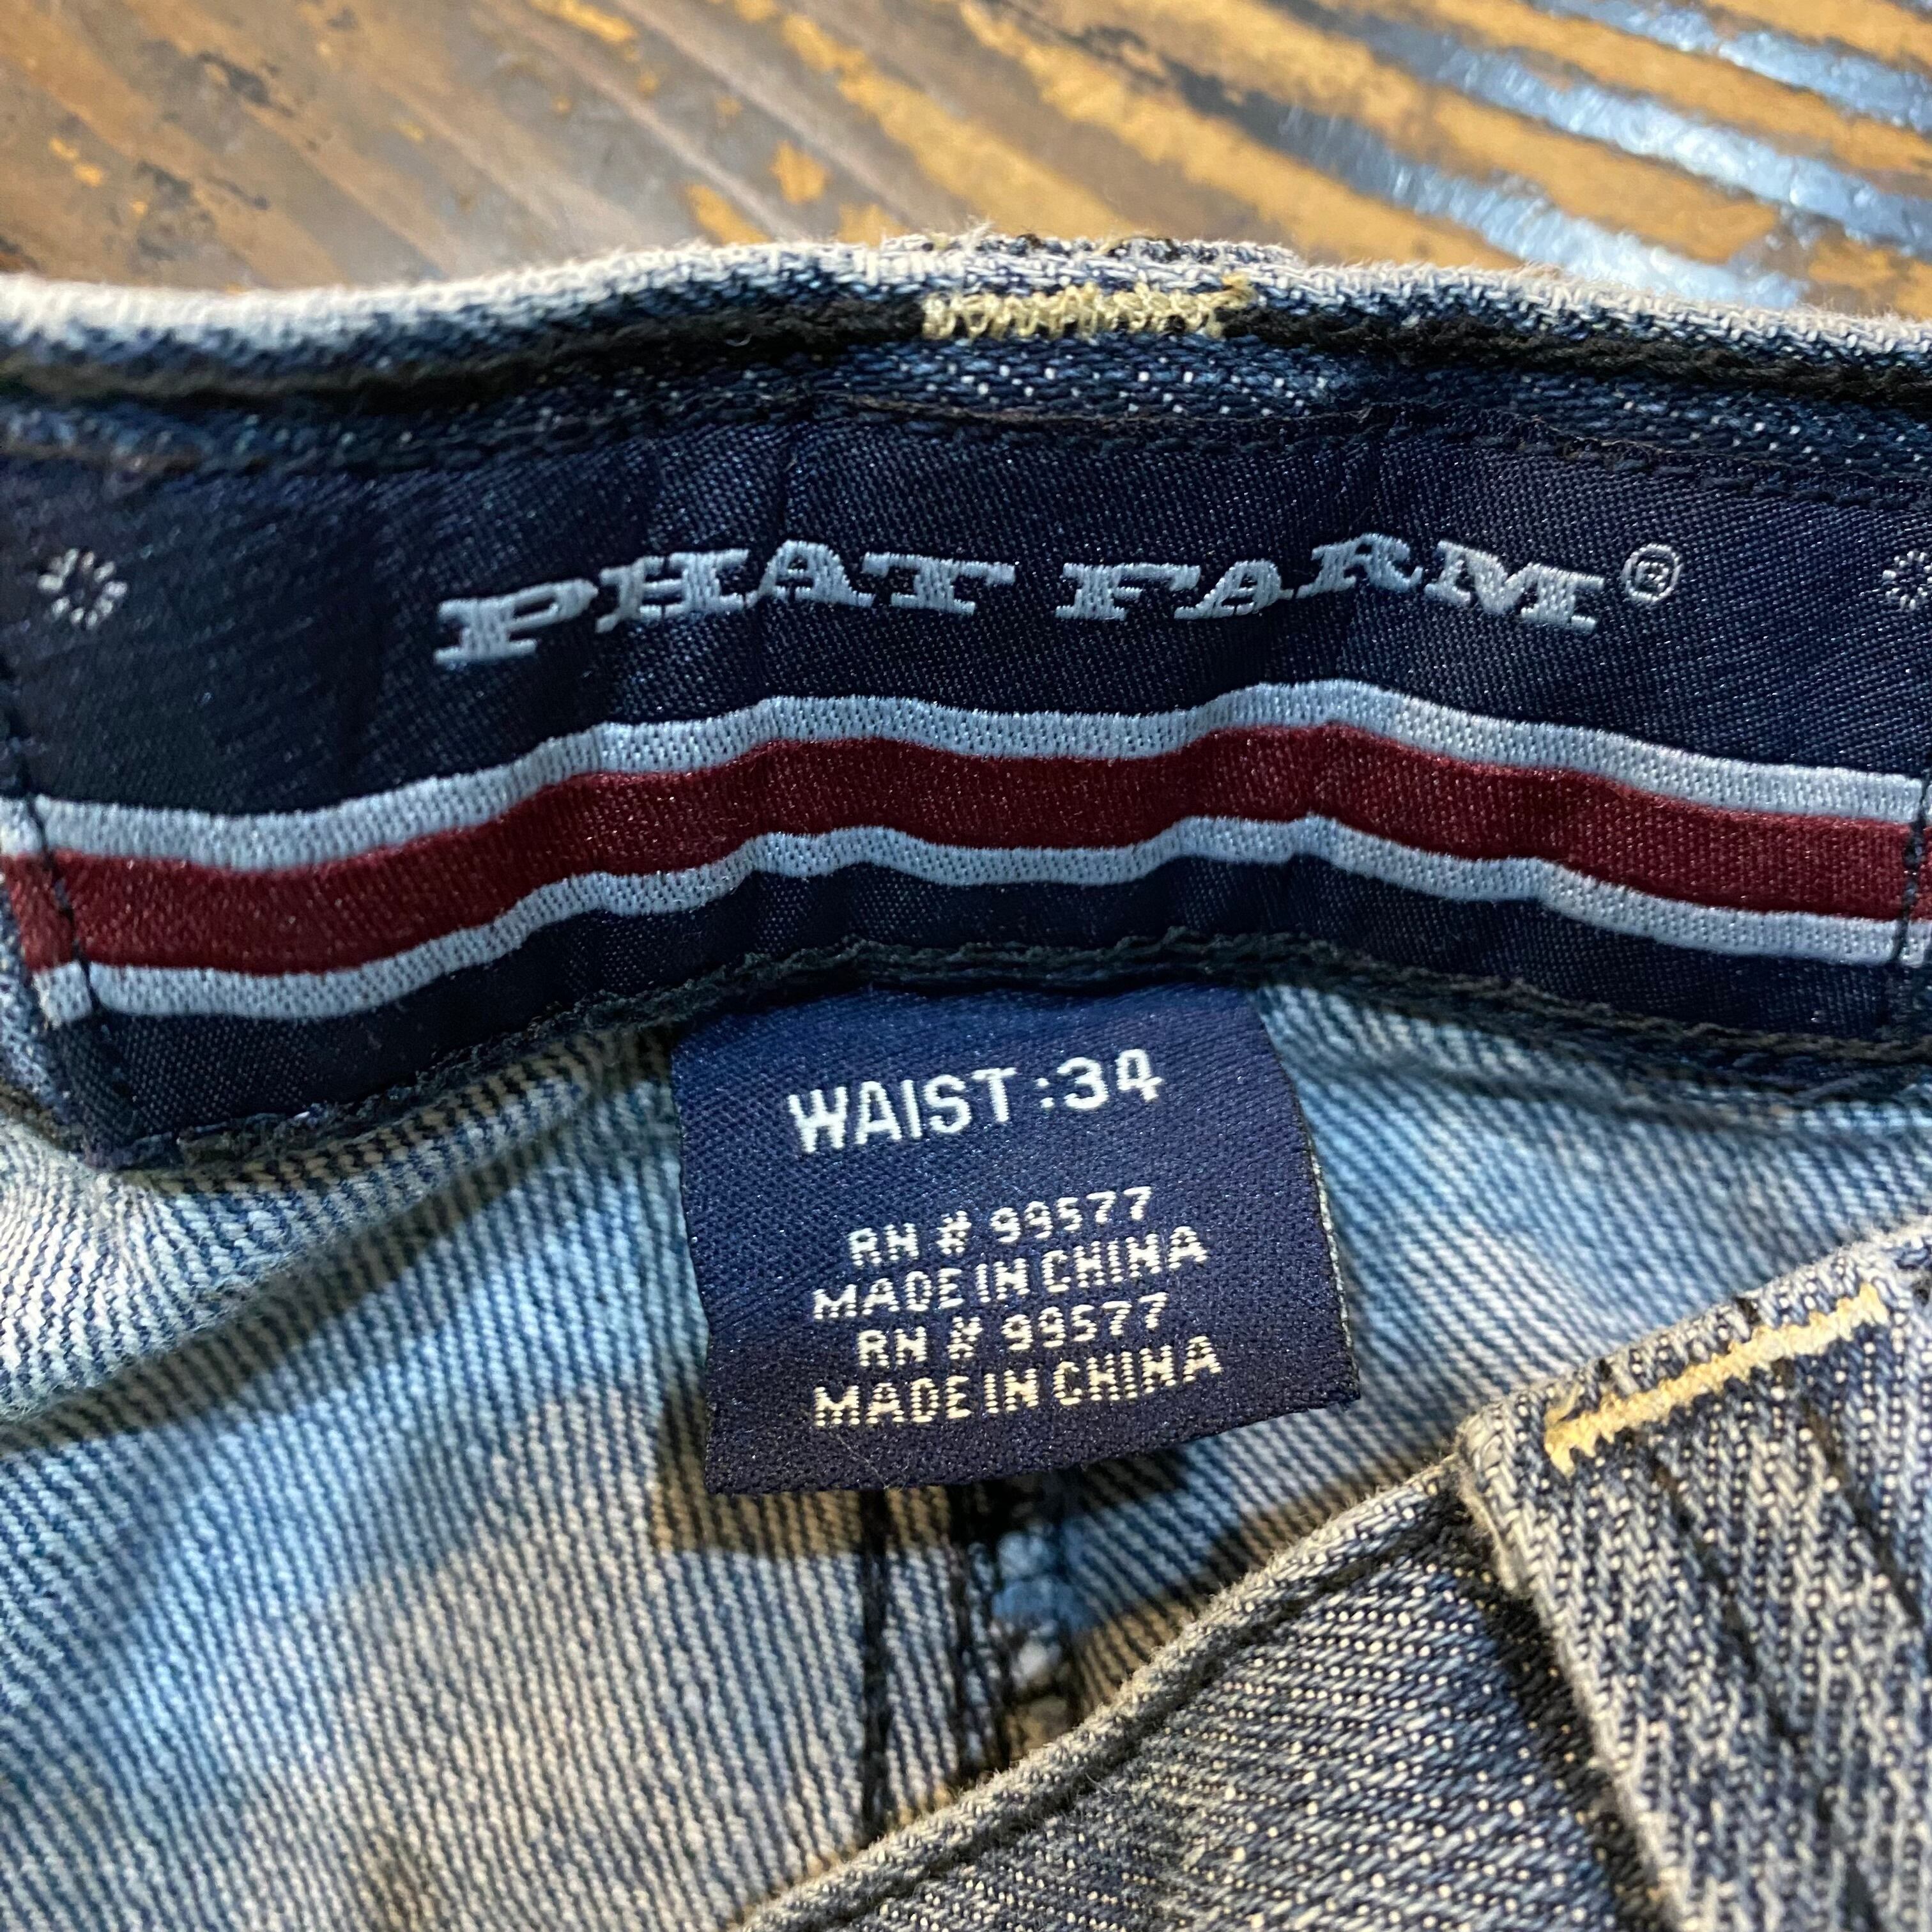 PHAT FARM®
WAIST :34
RN # 99577
MADE IN CHINA
RN # 99577
MADE IN CHINA